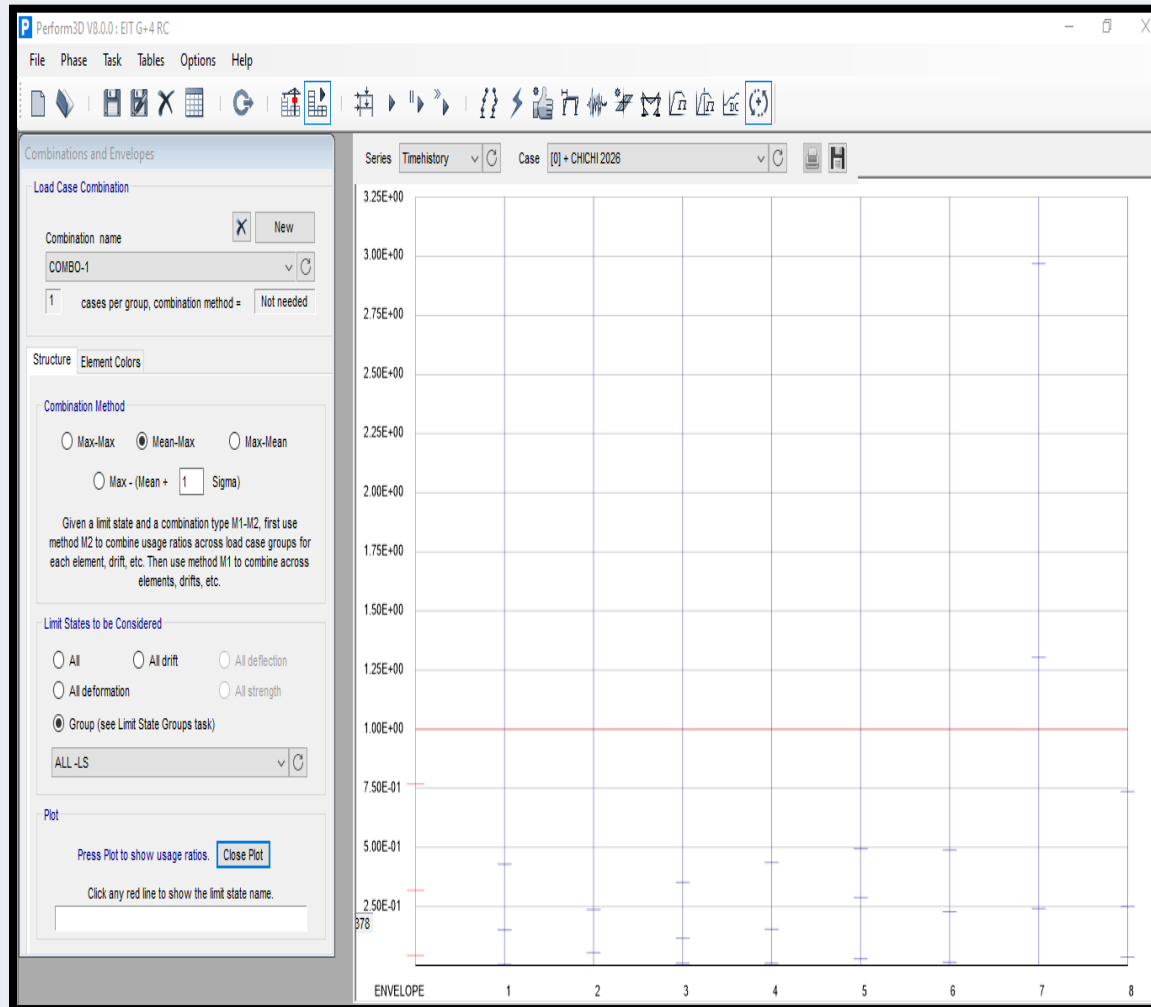 Perform3D V8.0.0 : EIT G+4 RC
File Phase Task Tables Options Help
Combinations and Envelopes
Load Case Combination
New
Combination name
COMBO-1
1 cases per group, combination method = Not needed
Structure Element Colors
Combination Method
Max-Max Mean-Max Max-Mean
Max - (Mean + 1 Sigma)
Given a limit state and a combination type M1-M2, first use
method M2 to combine usage ratios across load case groups for
each element, drift, etc. Then use method M1 to combine across
elements, drifts, etc.
Limit States to be Considered
All All drift All deflection
All deformation All strength
Group (see Limit State Groups task)
ALL -LS
Plot
Press Plot to show usage ratios. Close Plot
Click any red line to show the limit state name.
Series Timehistory Case [0] + CHICHI 2026
3.25E+00
3.00E+00
2.75E+00
2.50E+00
2.25E+00
2.00E+00
1.75E+00
1.50E+00
1.25E+00
1.00E+00
7.50E-01
5.00E-01
2.50E-01
378
ENVELOPE 1 2 3 4 5 6 7 8